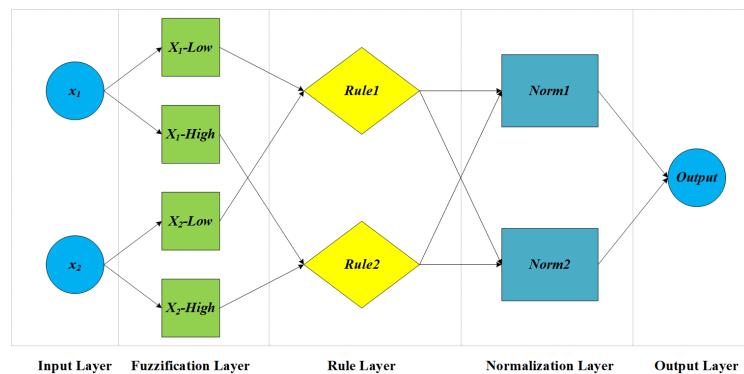 X₁-Low
x₁
X₁-High
Rule1
Norm1
Output
X₂-Low
x₂
X₂-High
Rule2
Norm2
Input Layer
Fuzzification Layer
Rule Layer
Normalization Layer
Output Layer